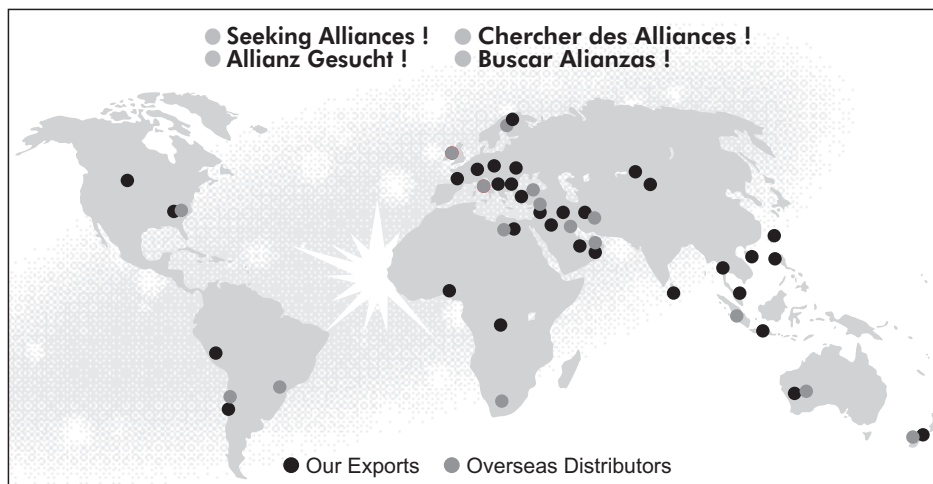 Seeking Alliances !
Chercher des Alliances !
Allianz Gesucht !
Buscar Alianzas !
Our Exports
Overseas Distributors